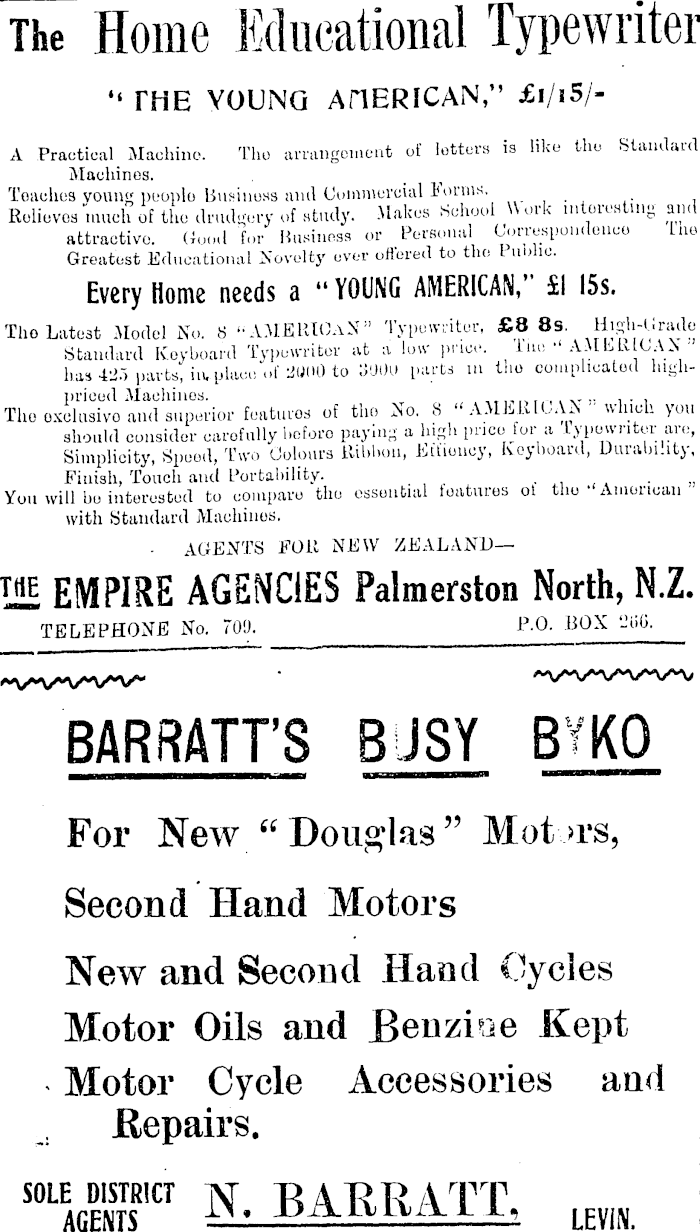 The Home Educational Typewriter
"THE YOUNG AMERICAN," £1/15/-
A Practical Machine. The arrangement of letters is like the Standard
Machines.
Teaches young people Business and Commercial Forms.
Relieves much of the drudgery of study. Makes School Work interesting and
attractive. Good for Business or Personal Correspondence The
Greatest Educational Novelty ever offered to the Public.
Every Home needs a "YOUNG AMERICAN," £1 15s.
The Latest Model No. 8 "AMERICAN" Typewriter, £8 8s. High-Grade
Standard Keyboard Typewriter at a low price. The "AMERICAN"
has 425 parts, in place of 2000 to 3000 parts in the complicated high-
priced Machines.
The exclusive and superior features of the No. 8 "AMERICAN" which you
should consider carefully before paying a high price for a Typewriter are,
Simplicity, Speed, Two Colours Ribbon, Effiency, Keyboard, Durability,
Finish, Touch and Portability.
You will be interested to compare the essential features of the "American"
with Standard Machines.
AGENTS FOR NEW ZEALAND—
THE EMPIRE AGENCIES Palmerston North, N.Z.
TELEPHONE No. 709. P.O. BOX 266.
BARRATT'S BUSY BYKO
For New "Douglas" Motors,
Second Hand Motors
New and Second Hand Cycles
Motor Oils and Benzine Kept
Motor Cycle Accessories and
Repairs.
SOLE DISTRICT
AGENTS
N. BARRATT,
LEVIN.